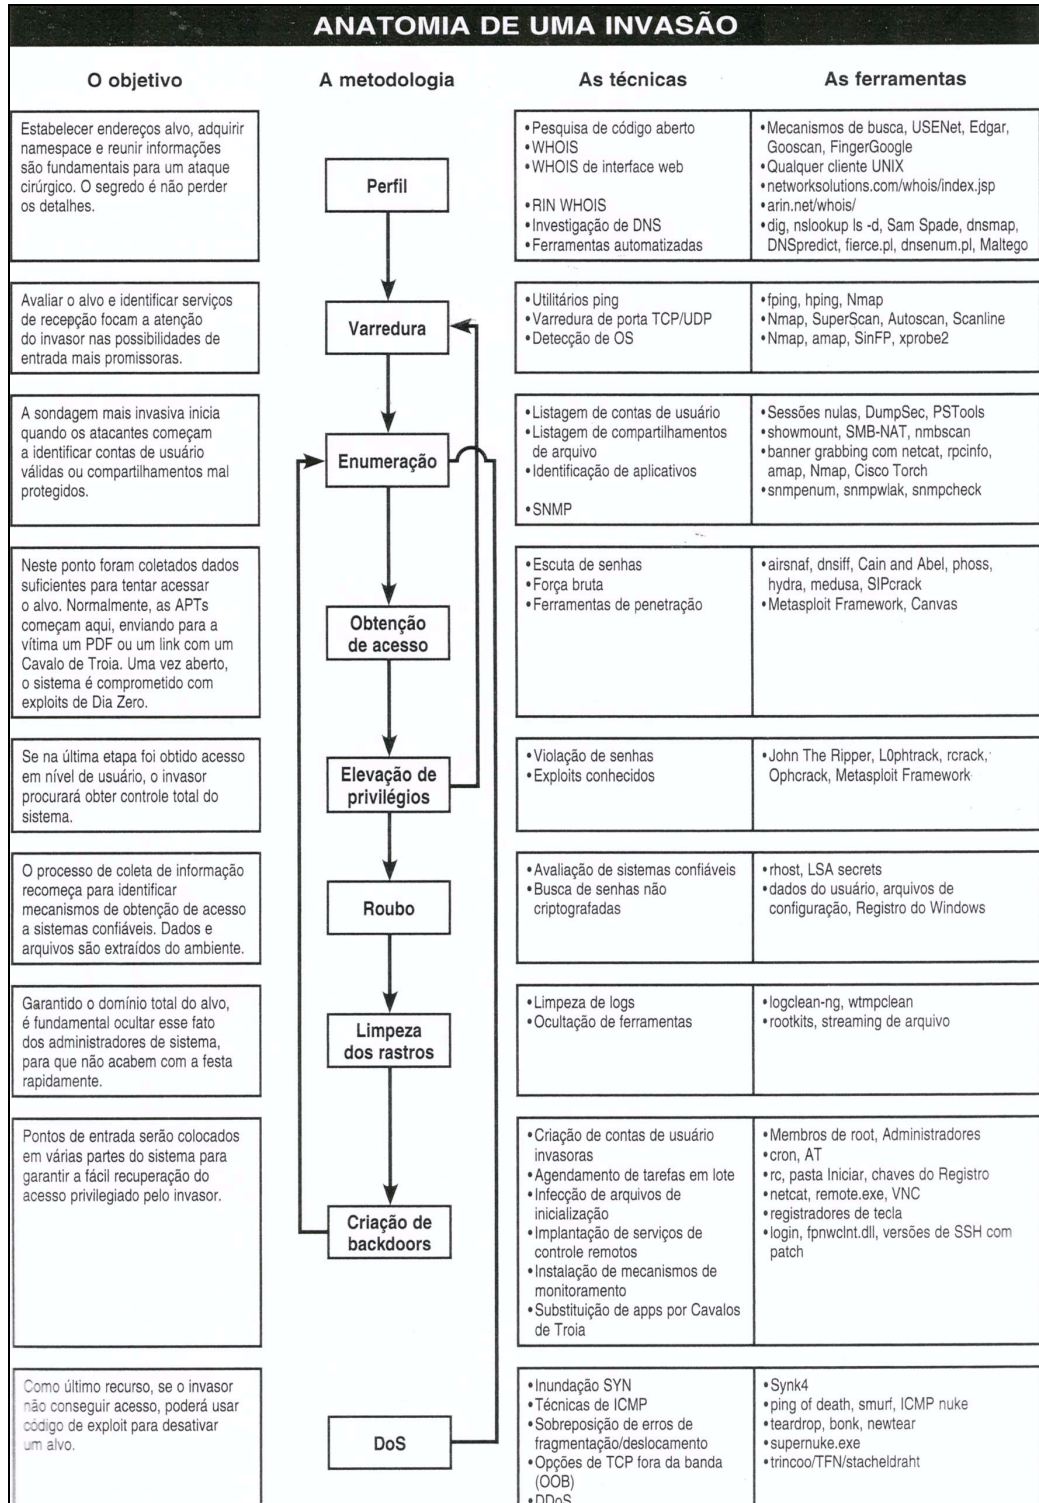 ANATOMIA DE UMA INVASÃO
O objetivo
A metodologia
As técnicas
As ferramentas
Estabelecer endereços alvo, adquirir
namespace e reunir informações
são fundamentais para um ataque
cirúrgico. O segredo é não perder
os detalhes.
Perfil
•Pesquisa de código aberto
•WHOIS
•WHOIS de interface web
•RIN WHOIS
•Investigação de DNS
•Ferramentas automatizadas
•Mecanismos de busca, USENet, Edgar,
Gooscan, FingerGoogle
•Qualquer cliente UNIX
•networksolutions.com/whois/index.jsp
•arin.net/whois/
•dig, nslookup ls -d, Sam Spade, dnsmap,
DNSpredict, fierce.pl, dnsenum.pl, Maltego
Avaliar o alvo e identificar serviços
de recepção focam a atenção
do invasor nas possibilidades de
entrada mais promissoras.
Varredura
•Utilitários ping
•Varredura de porta TCP/UDP
•Detecção de OS
•fping, hping, Nmap
•Nmap, SuperScan, Autoscan, Scanline
•Nmap, amap, SinFP, xprobe2
A sondagem mais invasiva inicia
quando os atacantes começam
a identificar contas de usuário
válidas ou compartilhamentos mal
protegidos.
Enumeração
•Listagem de contas de usuário
•Listagem de compartilhamentos
de arquivo
•Identificação de aplicativos
•SNMP
•Sessões nulas, DumpSec, PSTools
•showmount, SMB-NAT, nmbscan
•banner grabbing com netcat, rpcinfo,
amap, Nmap, Cisco Torch
•snmpenum, snmpwlak, snmpcheck
Neste ponto foram coletados dados
suficientes para tentar acessar
o alvo. Normalmente, as APTs
começam aqui, enviando para a
vítima um PDF ou um link com um
Cavalo de Troia. Uma vez aberto,
o sistema é comprometido com
exploits de Dia Zero.
Obtenção
de acesso
•Escuta de senhas
•Força bruta
•Ferramentas de penetração
•airsnaf, dnsiff, Cain and Abel, phoss,
hydra, medusa, SIPcrack
•Metasploit Framework, Canvas
Se na última etapa foi obtido acesso
em nível de usuário, o invasor
procurará obter controle total do
sistema.
Elevação de
privilégios
•Violação de senhas
•Exploits conhecidos
•John The Ripper, L0phtrack, rcrack,
Ophcrack, Metasploit Framework
O processo de coleta de informação
recomeça para identificar
mecanismos de obtenção de acesso
a sistemas confiáveis. Dados e
arquivos são extraídos do ambiente.
Roubo
•Avaliação de sistemas confiáveis
•Busca de senhas não
criptografadas
•rhost, LSA secrets
•dados do usuário, arquivos de
configuração, Registro do Windows
Garantido o domínio total do alvo,
é fundamental ocultar esse fato
dos administradores de sistema,
para que não acabem com a festa
rapidamente.
Limpeza
dos rastros
•Limpeza de logs
•Ocultação de ferramentas
•logclean-ng, wtmpclean
•rootkits, streaming de arquivo
Pontos de entrada serão colocados
em várias partes do sistema para
garantir a fácil recuperação do
acesso privilegiado pelo invasor.
Criação de
backdoors
•Criação de contas de usuário
invasoras
•Agendamento de tarefas em lote
•Infecção de arquivos de
inicialização
•Implantação de serviços de
controle remotos
•Instalação de mecanismos de
monitoramento
•Substituição de apps por Cavalos
de Troia
•Membros de root, Administradores
•cron, AT
•rc, pasta Iniciar, chaves do Registro
•netcat, remote.exe, VNC
•registradores de tecla
•login, fpnwclnt.dll, versões de SSH com
patch
Como último recurso, se o invasor
não conseguir acesso, poderá usar
código de exploit para desativar
um alvo.
DoS
•Inundação SYN
•Técnicas de ICMP
•Sobreposição de erros de
fragmentação/deslocamento
•Opções de TCP fora da banda
(OOB)
•DDoS
•Synk4
•ping of death, smurf, ICMP nuke
•teardrop, bonk, newtear
•supernuke.exe
•trincoo/TFN/stacheldraht